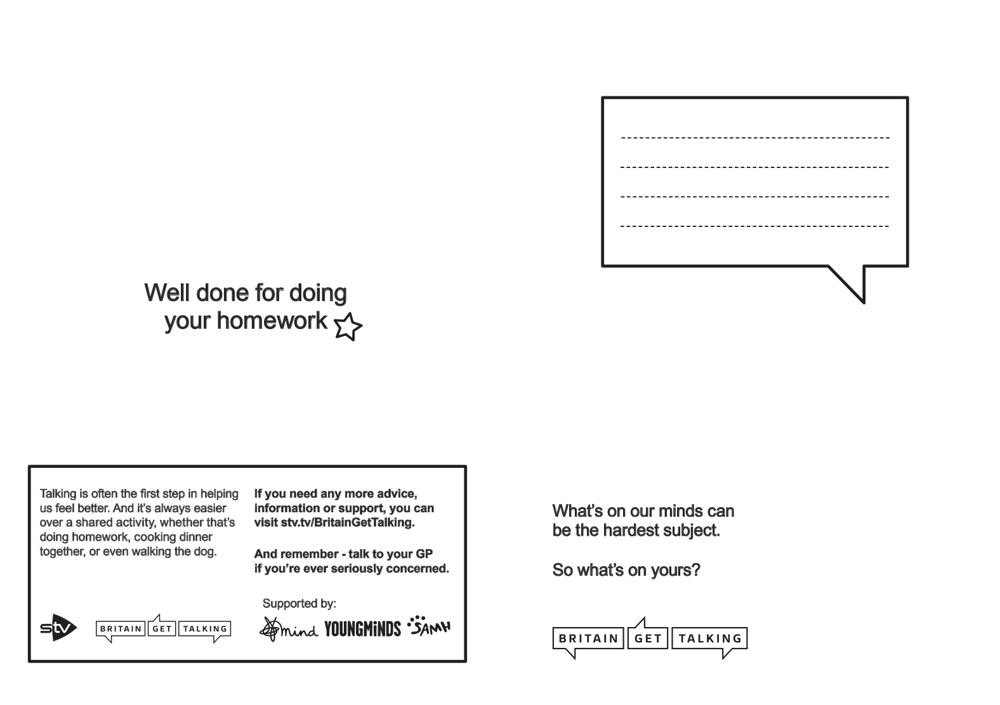 Well done for doing
your homework
Talking is often the first step in helping
us feel better. And it’s always easier
over a shared activity, whether that’s
doing homework, cooking dinner
together, or even walking the dog.
If you need any more advice,
information or support, you can
visit stv.tv/BritainGetTalking.
And remember - talk to your GP
if you’re ever seriously concerned.
Supported by:
stv
BRITAIN GET TALKING
mind YOUNGMiNDS SAMH
What’s on our minds can
be the hardest subject.
So what’s on yours?
BRITAIN GET TALKING